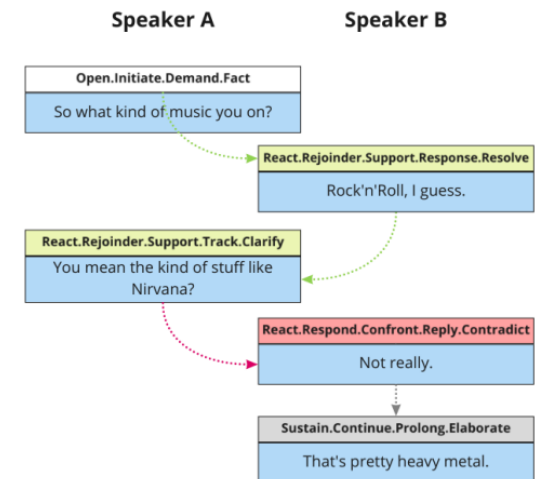 Speaker A
Speaker B
Open.Initiate.Demand.Fact
So what kind of music you on?
React.Rejoinder.Support.Response.Resolve
Rock'n'Roll, I guess.
React.Rejoinder.Support.Track.Clarify
You mean the kind of stuff like
Nirvana?
React.Respond.Confront.Reply.Contradict
Not really.
Sustain.Continue.Prolong.Elaborate
That's pretty heavy metal.